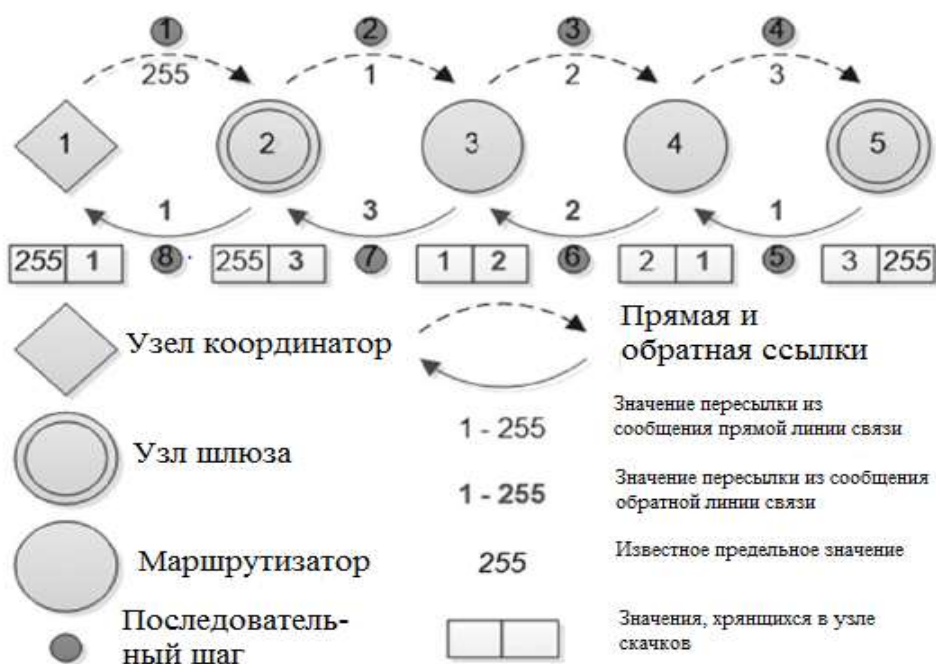 1 2 3 4
255 1 2 3
1 2 3 4 5
1 3 2 1
255 1 8 255 3 7 1 2 6 2 1 5 3 255
Узел координатор
Прямая и
обратная ссылки
Узл шлюза
1 - 255
Значение пересылки из
сообщения прямой линии связи
1 - 255
Значение пересылки из сообщения
обратной линии связи
Маршрутизатор
255
Известное предельное значение
Последователь-
ный шаг
Значения, хрянщихся в узле
скачков